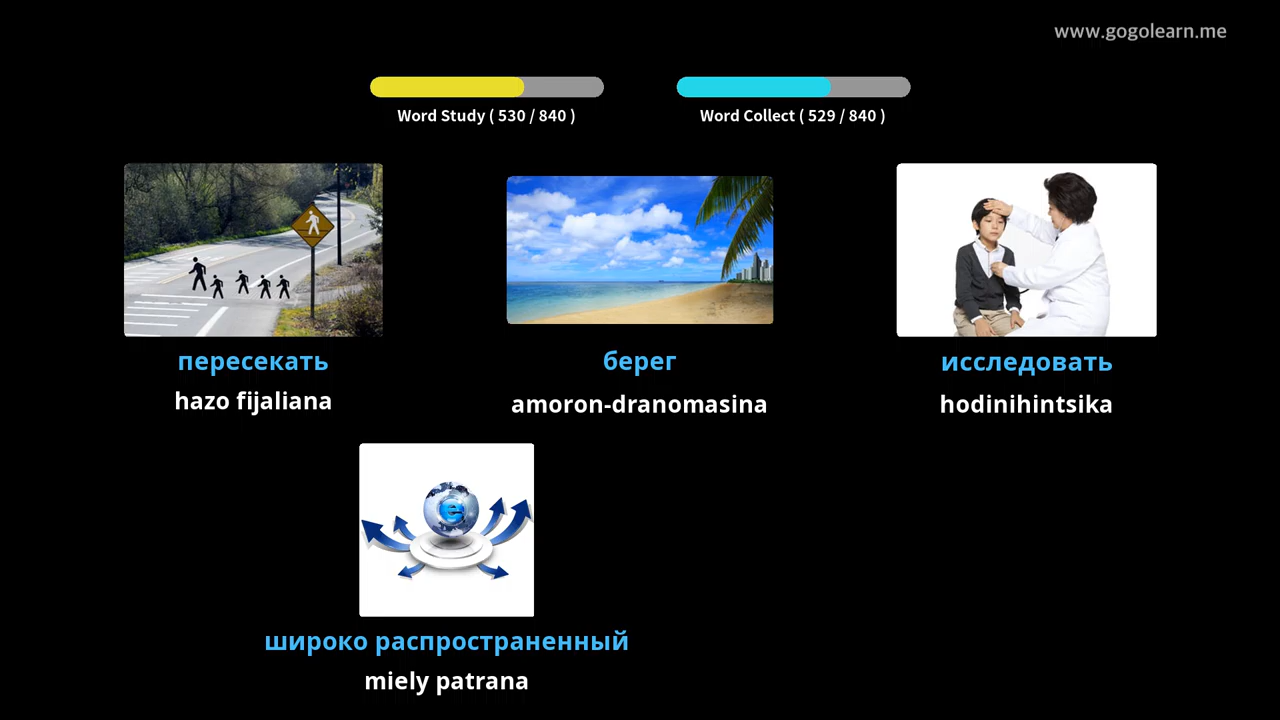 www.gogolearn.me
Word Study ( 530 / 840 )
Word Collect ( 529 / 840 )
пересекать
hazo fijaliana
берег
amoron-dranomasina
исследовать
hodinihintsika
e
широко распространенный
miely patrana